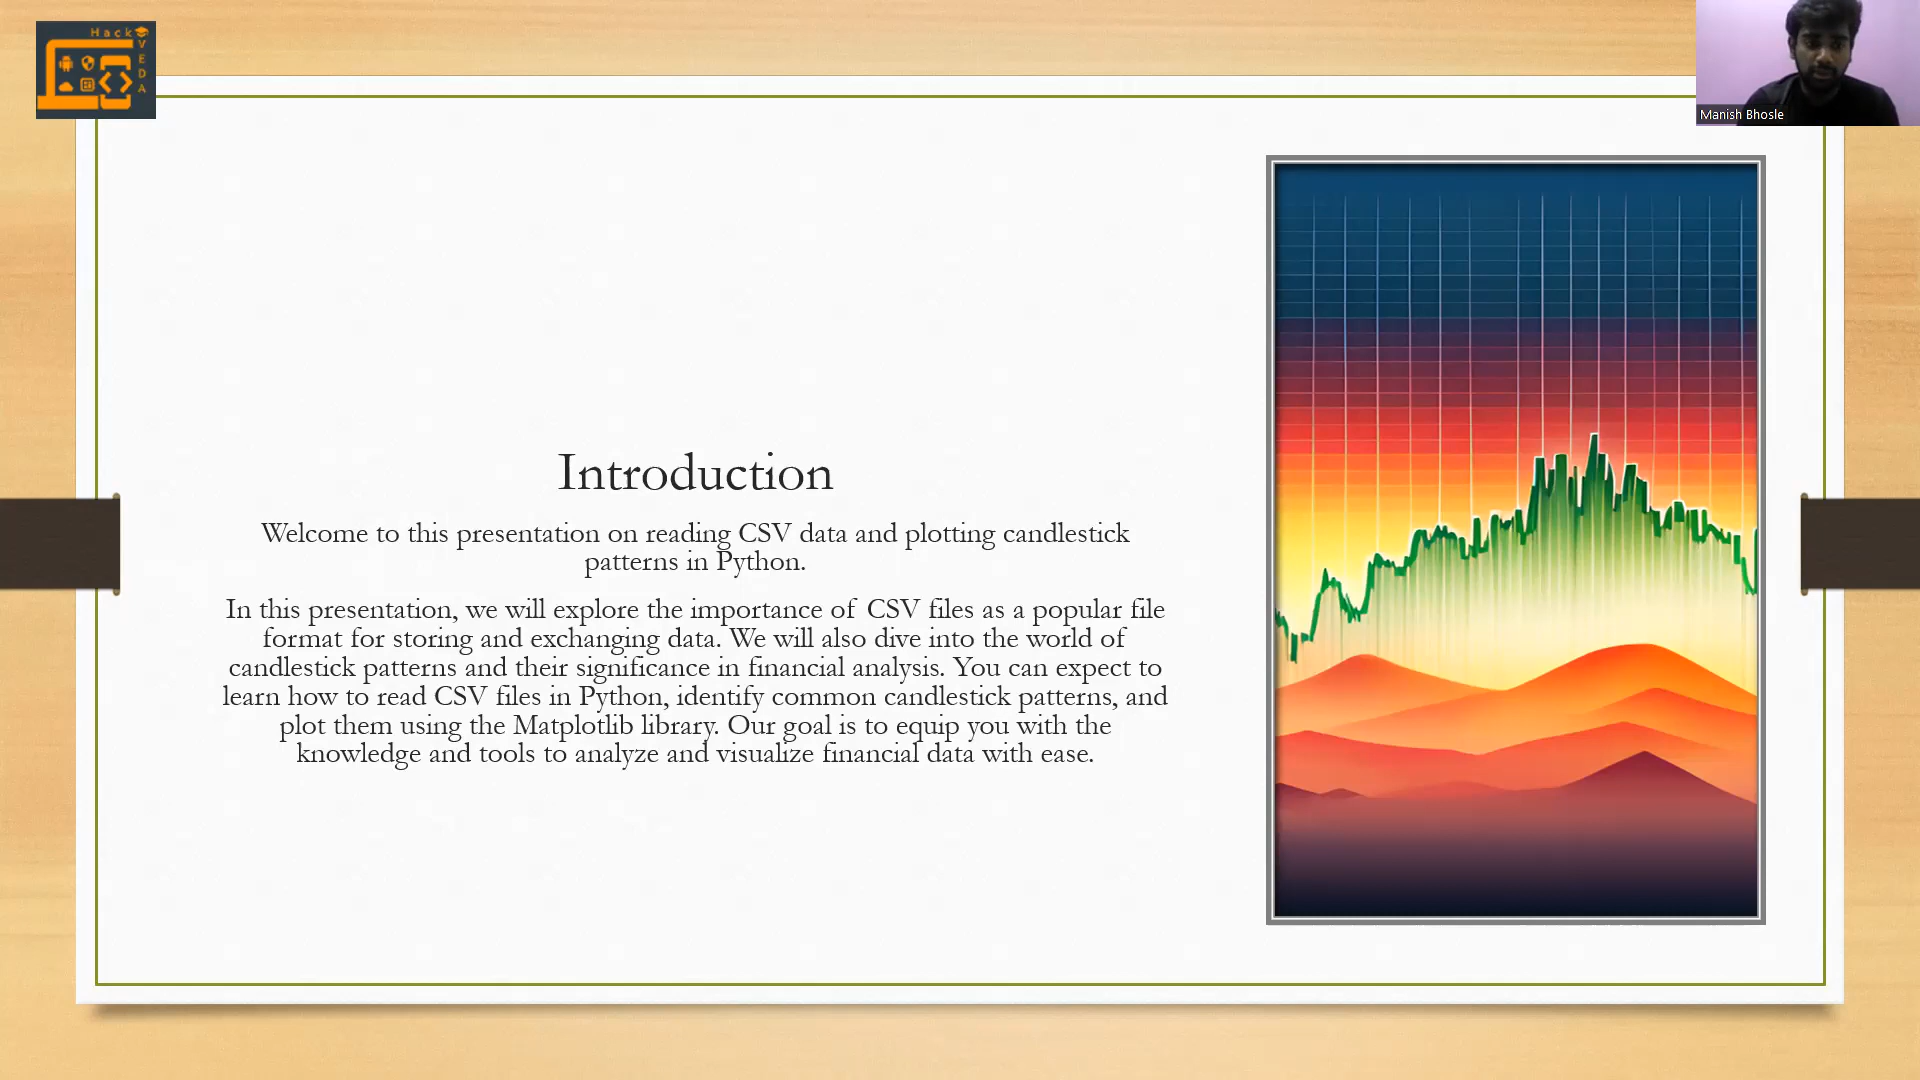 Hack
VEDA
Manish Bhosle
Introduction
Welcome to this presentation on reading CSV data and plotting candlestick
patterns in Python.
In this presentation, we will explore the importance of CSV files as a popular file
format for storing and exchanging data. We will also dive into the world of
candlestick patterns and their significance in financial analysis. You can expect to
learn how to read CSV files in Python, identify common candlestick patterns, and
plot them using the Matplotlib library. Our goal is to equip you with the
knowledge and tools to analyze and visualize financial data with ease.